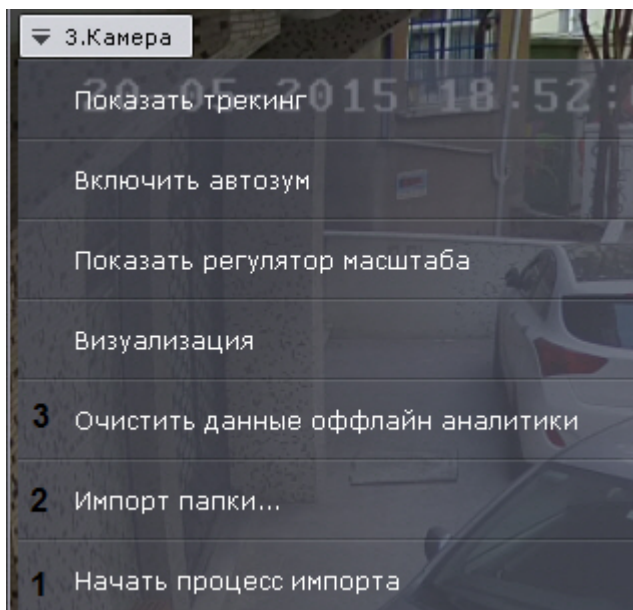 3.Камера
20-05-2015 18:52:
Показать трекинг
Включить автозум
Показать регулятор масштаба
Визуализация
3 Очистить данные оффлайн аналитики
2 Импорт папки...
1 Начать процесс импорта